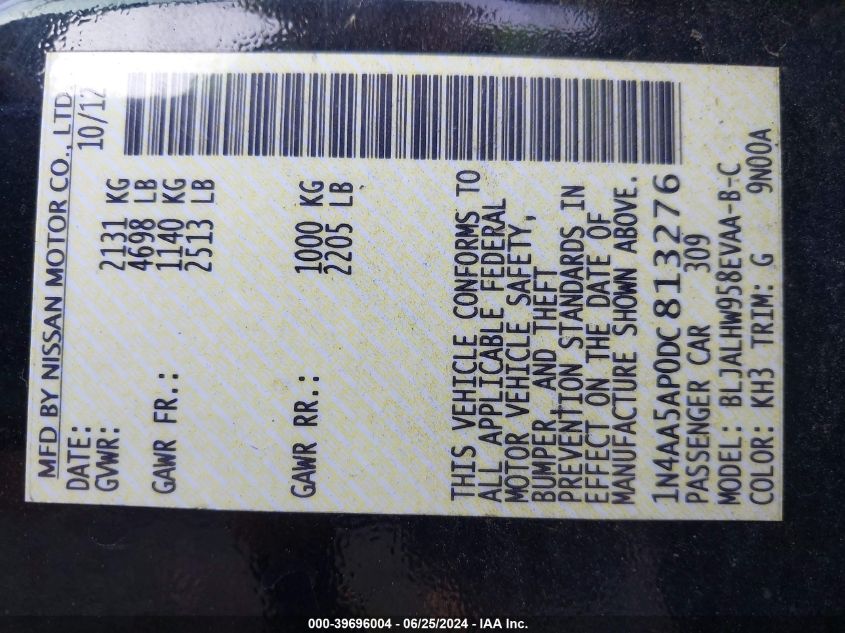 MFD BY NISSAN MOTOR CO., LTD.
DATE: 10/12
GVWR: 2131 KG
4698 LB
GAWR FR.: 1140 KG
2513 LB
GAWR RR.: 1000 KG
2205 LB
THIS VEHICLE CONFORMS TO
ALL APPLICABLE FEDERAL
MOTOR VEHICLE SAFETY,
BUMPER, AND THEFT
PREVENTION STANDARDS IN
EFFECT ON THE DATE OF
MANUFACTURE SHOWN ABOVE.
1N4AA5AP0DC813276
PASSENGER CAR 309
MODEL: BLJALHW958EVAA-B-C
COLOR: KH3 TRIM: G 9N00A
000-39696004 - 06/25/2024 - IAA Inc.